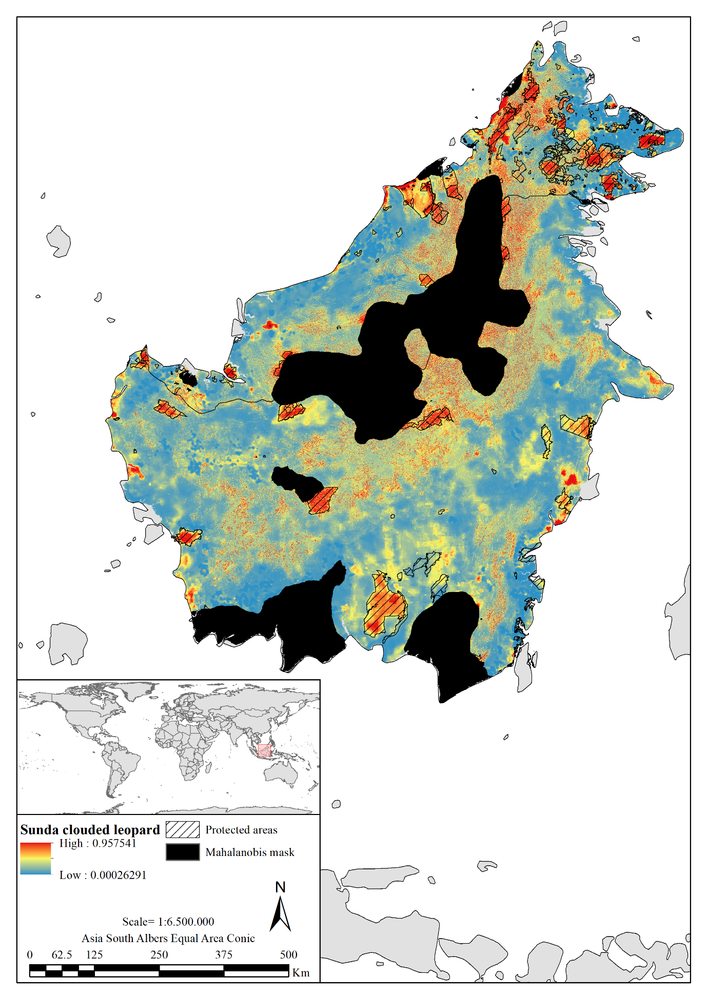 Sunda clouded leopard
High : 0.957541
Low : 0.00026291
Protected areas
Mahalanobis mask
N
Scale= 1:6.500.000
Asia South Albers Equal Area Conic
0 62.5 125 250 375 500
Km